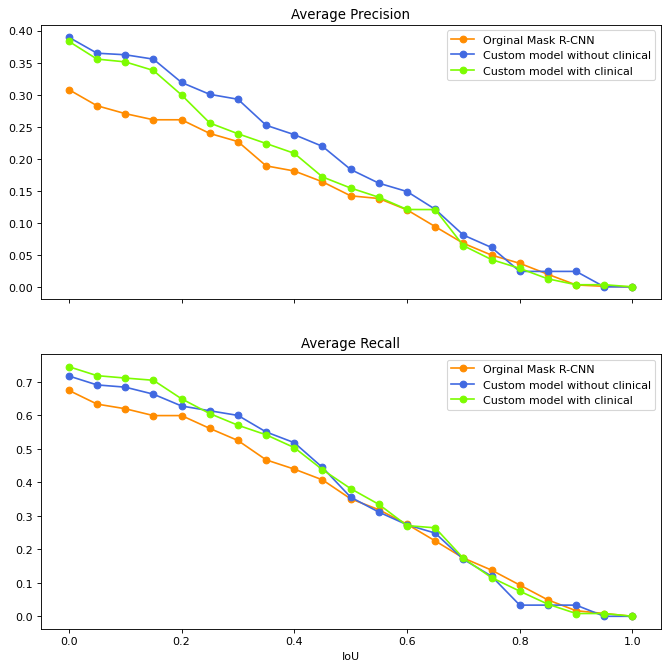 Average Precision
0.40
0.35
0.30
0.25
0.20
0.15
0.10
0.05
0.00
Orginal Mask R-CNN
Custom model without clinical
Custom model with clinical
Average Recall
0.7
0.6
0.5
0.4
0.3
0.2
0.1
0.0
Orginal Mask R-CNN
Custom model without clinical
Custom model with clinical
0.0 0.2 0.4 0.6 0.8 1.0
IoU